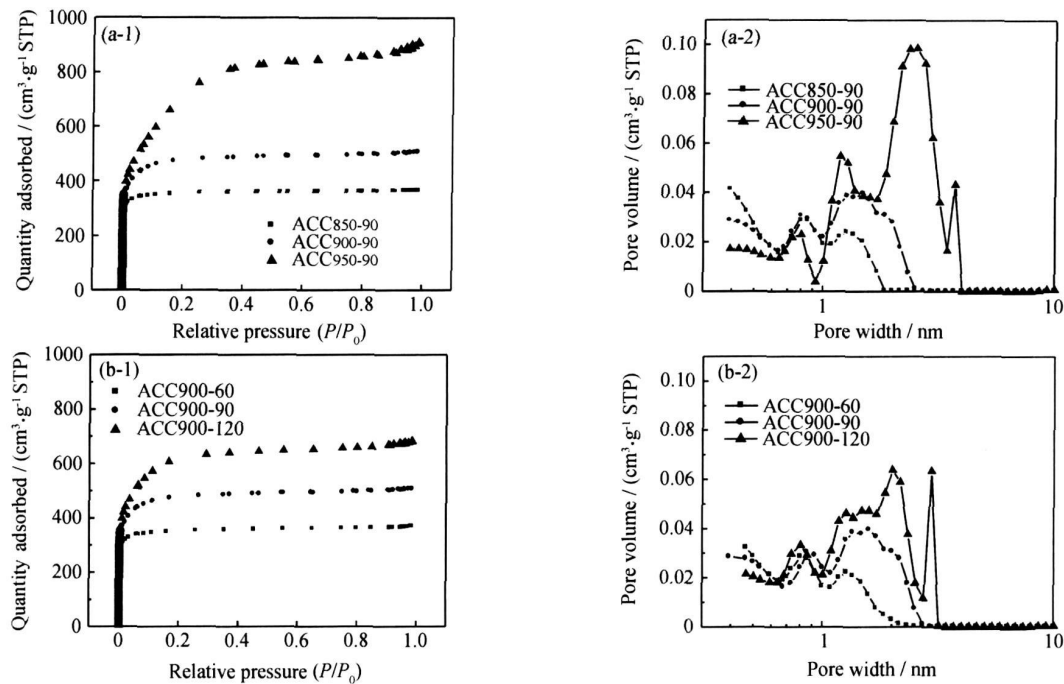 (a-1)
1000
800
600
400
200
0
Quantity adsorbed / (cm³·g⁻¹ STP)
ACC850-90
ACC900-90
ACC950-90
0 0.2 0.4 0.6 0.8 1.0
Relative pressure (P/P₀)
(a-2)
0.10
0.08
0.06
0.04
0.02
0
Pore volume / (cm³·g⁻¹ STP)
ACC850-90
ACC900-90
ACC950-90
1 10
Pore width / nm
(b-1)
1000
800
600
400
200
0
Quantity adsorbed / (cm³·g⁻¹ STP)
ACC900-60
ACC900-90
ACC900-120
0 0.2 0.4 0.6 0.8 1.0
Relative pressure (P/P₀)
(b-2)
0.10
0.08
0.06
0.04
0.02
0
Pore volume / (cm³·g⁻¹ STP)
ACC900-60
ACC900-90
ACC900-120
1 10
Pore width / nm